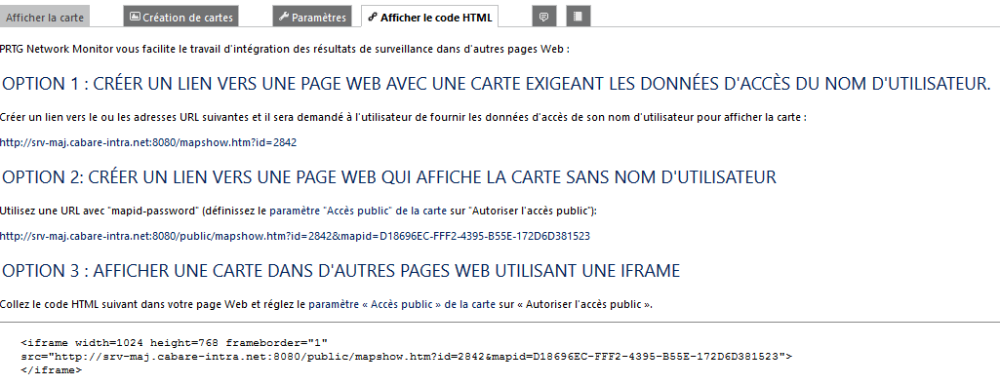 Afficher la carte
Création de cartes
Paramètres
Afficher le code HTML
PRTG Network Monitor vous facilite le travail d'intégration des résultats de surveillance dans d'autres pages Web :
OPTION 1 : CRÉER UN LIEN VERS UNE PAGE WEB AVEC UNE CARTE EXIGEANT LES DONNÉES D'ACCÈS DU NOM D'UTILISATEUR.
Créer un lien vers le ou les adresses URL suivantes et il sera demandé à l'utilisateur de fournir les données d'accès de son nom d'utilisateur pour afficher la carte :
http://srv-maj.cabare-intra.net:8080/mapshow.htm?id=2842
OPTION 2: CRÉER UN LIEN VERS UNE PAGE WEB QUI AFFICHE LA CARTE SANS NOM D'UTILISATEUR
Utilisez une URL avec "mapid-password" (définissez le paramètre "Accès public" de la carte sur "Autoriser l'accès public"):
http://srv-maj.cabare-intra.net:8080/public/mapshow.htm?id=2842&mapid=D18696EC-FFF2-4395-B55E-172D6D381523
OPTION 3 : AFFICHER UNE CARTE DANS D'AUTRES PAGES WEB UTILISANT UNE IFRAME
Collez le code HTML suivant dans votre page Web et réglez le paramètre « Accès public » de la carte sur « Autoriser l'accès public ».
<iframe width=1024 height=768 frameborder="1"
src="http://srv-maj.cabare-intra.net:8080/public/mapshow.htm?id=2842&mapid=D18696EC-FFF2-4395-B55E-172D6D381523">
</iframe>